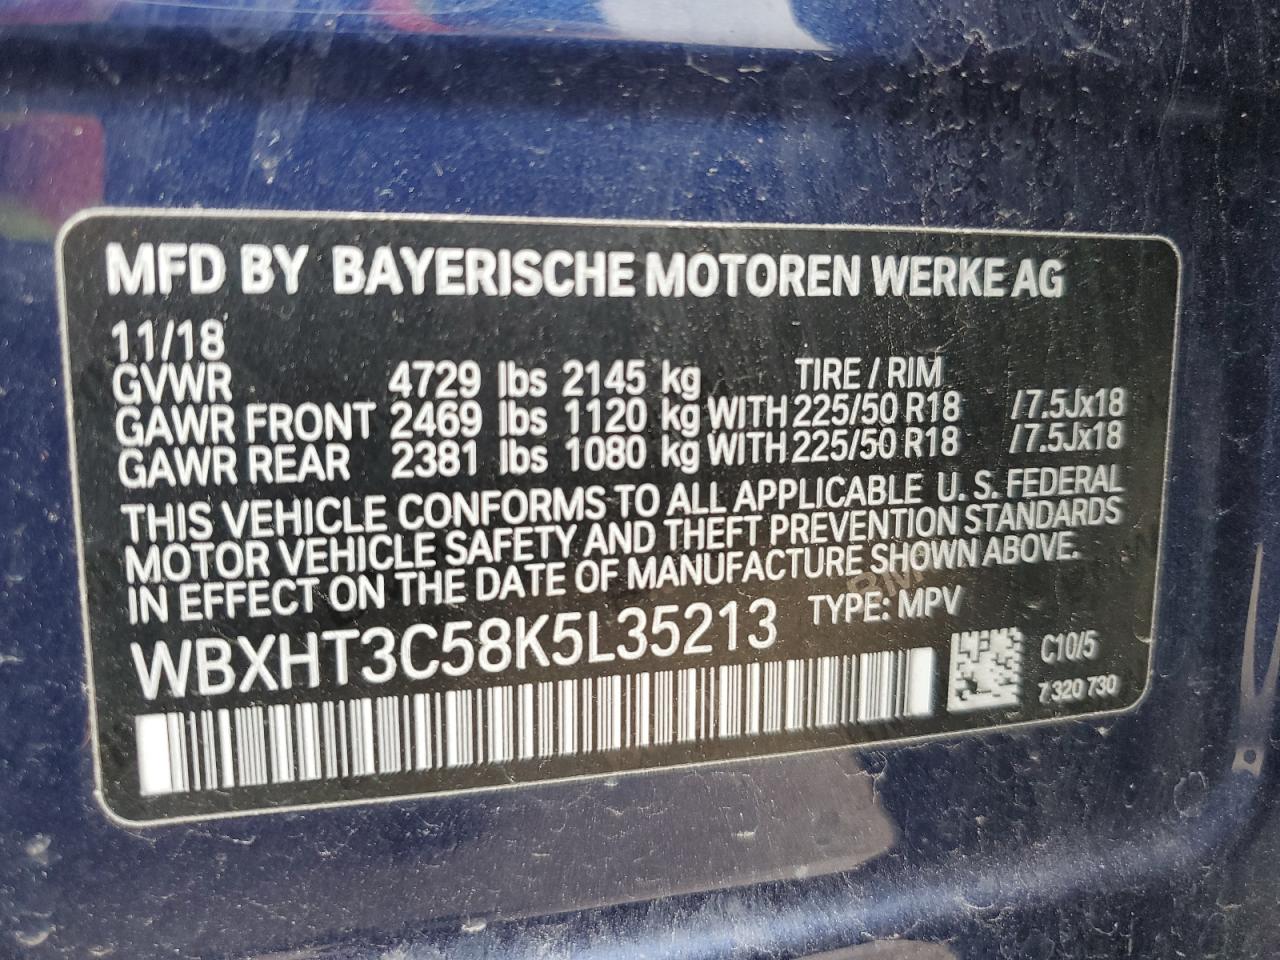 MFD BY BAYERISCHE MOTOREN WERKE AG
11/18
GVWR 4729 lbs 2145 kg TIRE / RIM
GAWR FRONT 2469 lbs 1120 kg WITH 225/50 R18 /7.5Jx18
GAWR REAR 2381 lbs 1080 kg WITH 225/50 R18 /7.5Jx18
THIS VEHICLE CONFORMS TO ALL APPLICABLE U. S. FEDERAL
MOTOR VEHICLE SAFETY AND THEFT PREVENTION STANDARDS
IN EFFECT ON THE DATE OF MANUFACTURE SHOWN ABOVE.
WBXHT3C58K5L35213 TYPE: MPV
C10/5
7 320 730